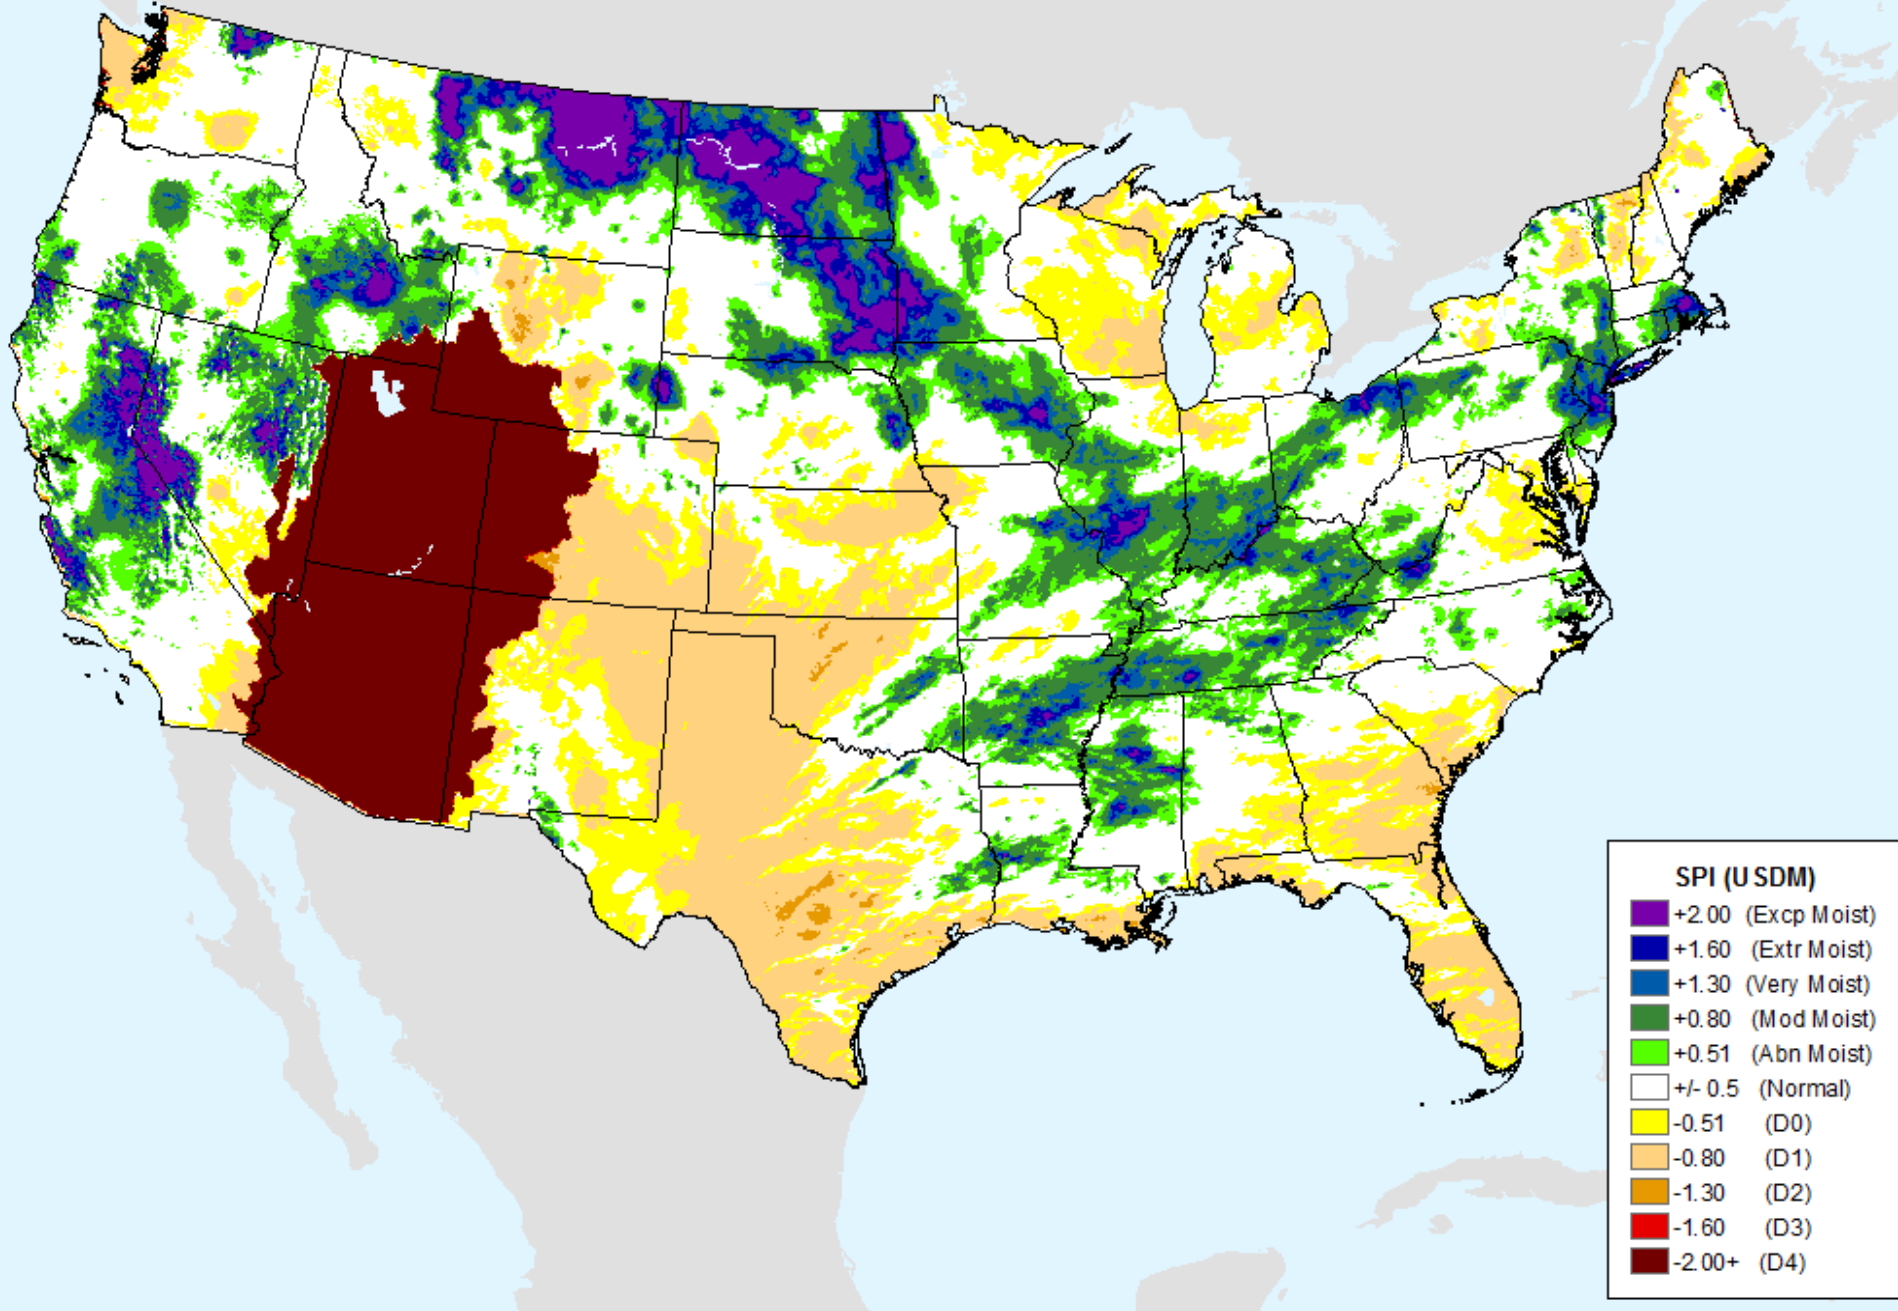 SPI (USDM)
+2.00 (Excp Moist)
+1.60 (Extr Moist)
+1.30 (Very Moist)
+0.80 (Mod Moist)
+0.51 (Abn Moist)
+/- 0.5 (Normal)
-0.51 (D0)
-0.80 (D1)
-1.30 (D2)
-1.60 (D3)
-2.00+ (D4)